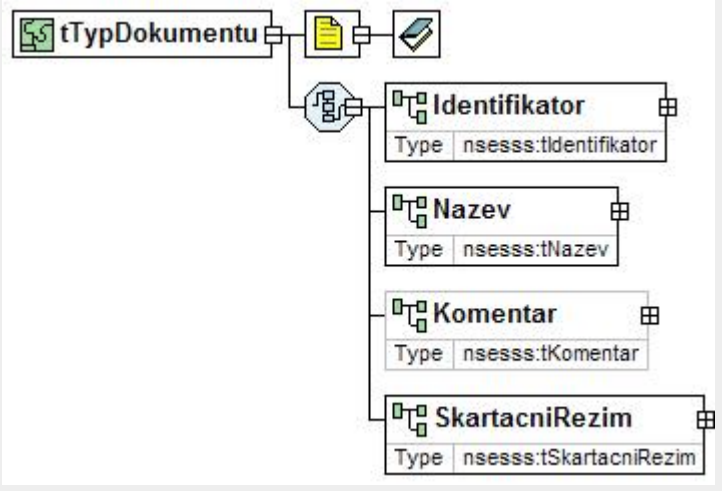 tTypDokumentu
Identifikator
Type nsesss:tIdentifikator
Nazev
Type nsesss:tNazev
Komentar
Type nsesss:tKomentar
SkartacniRezim
Type nsesss:tSkartacniRezim